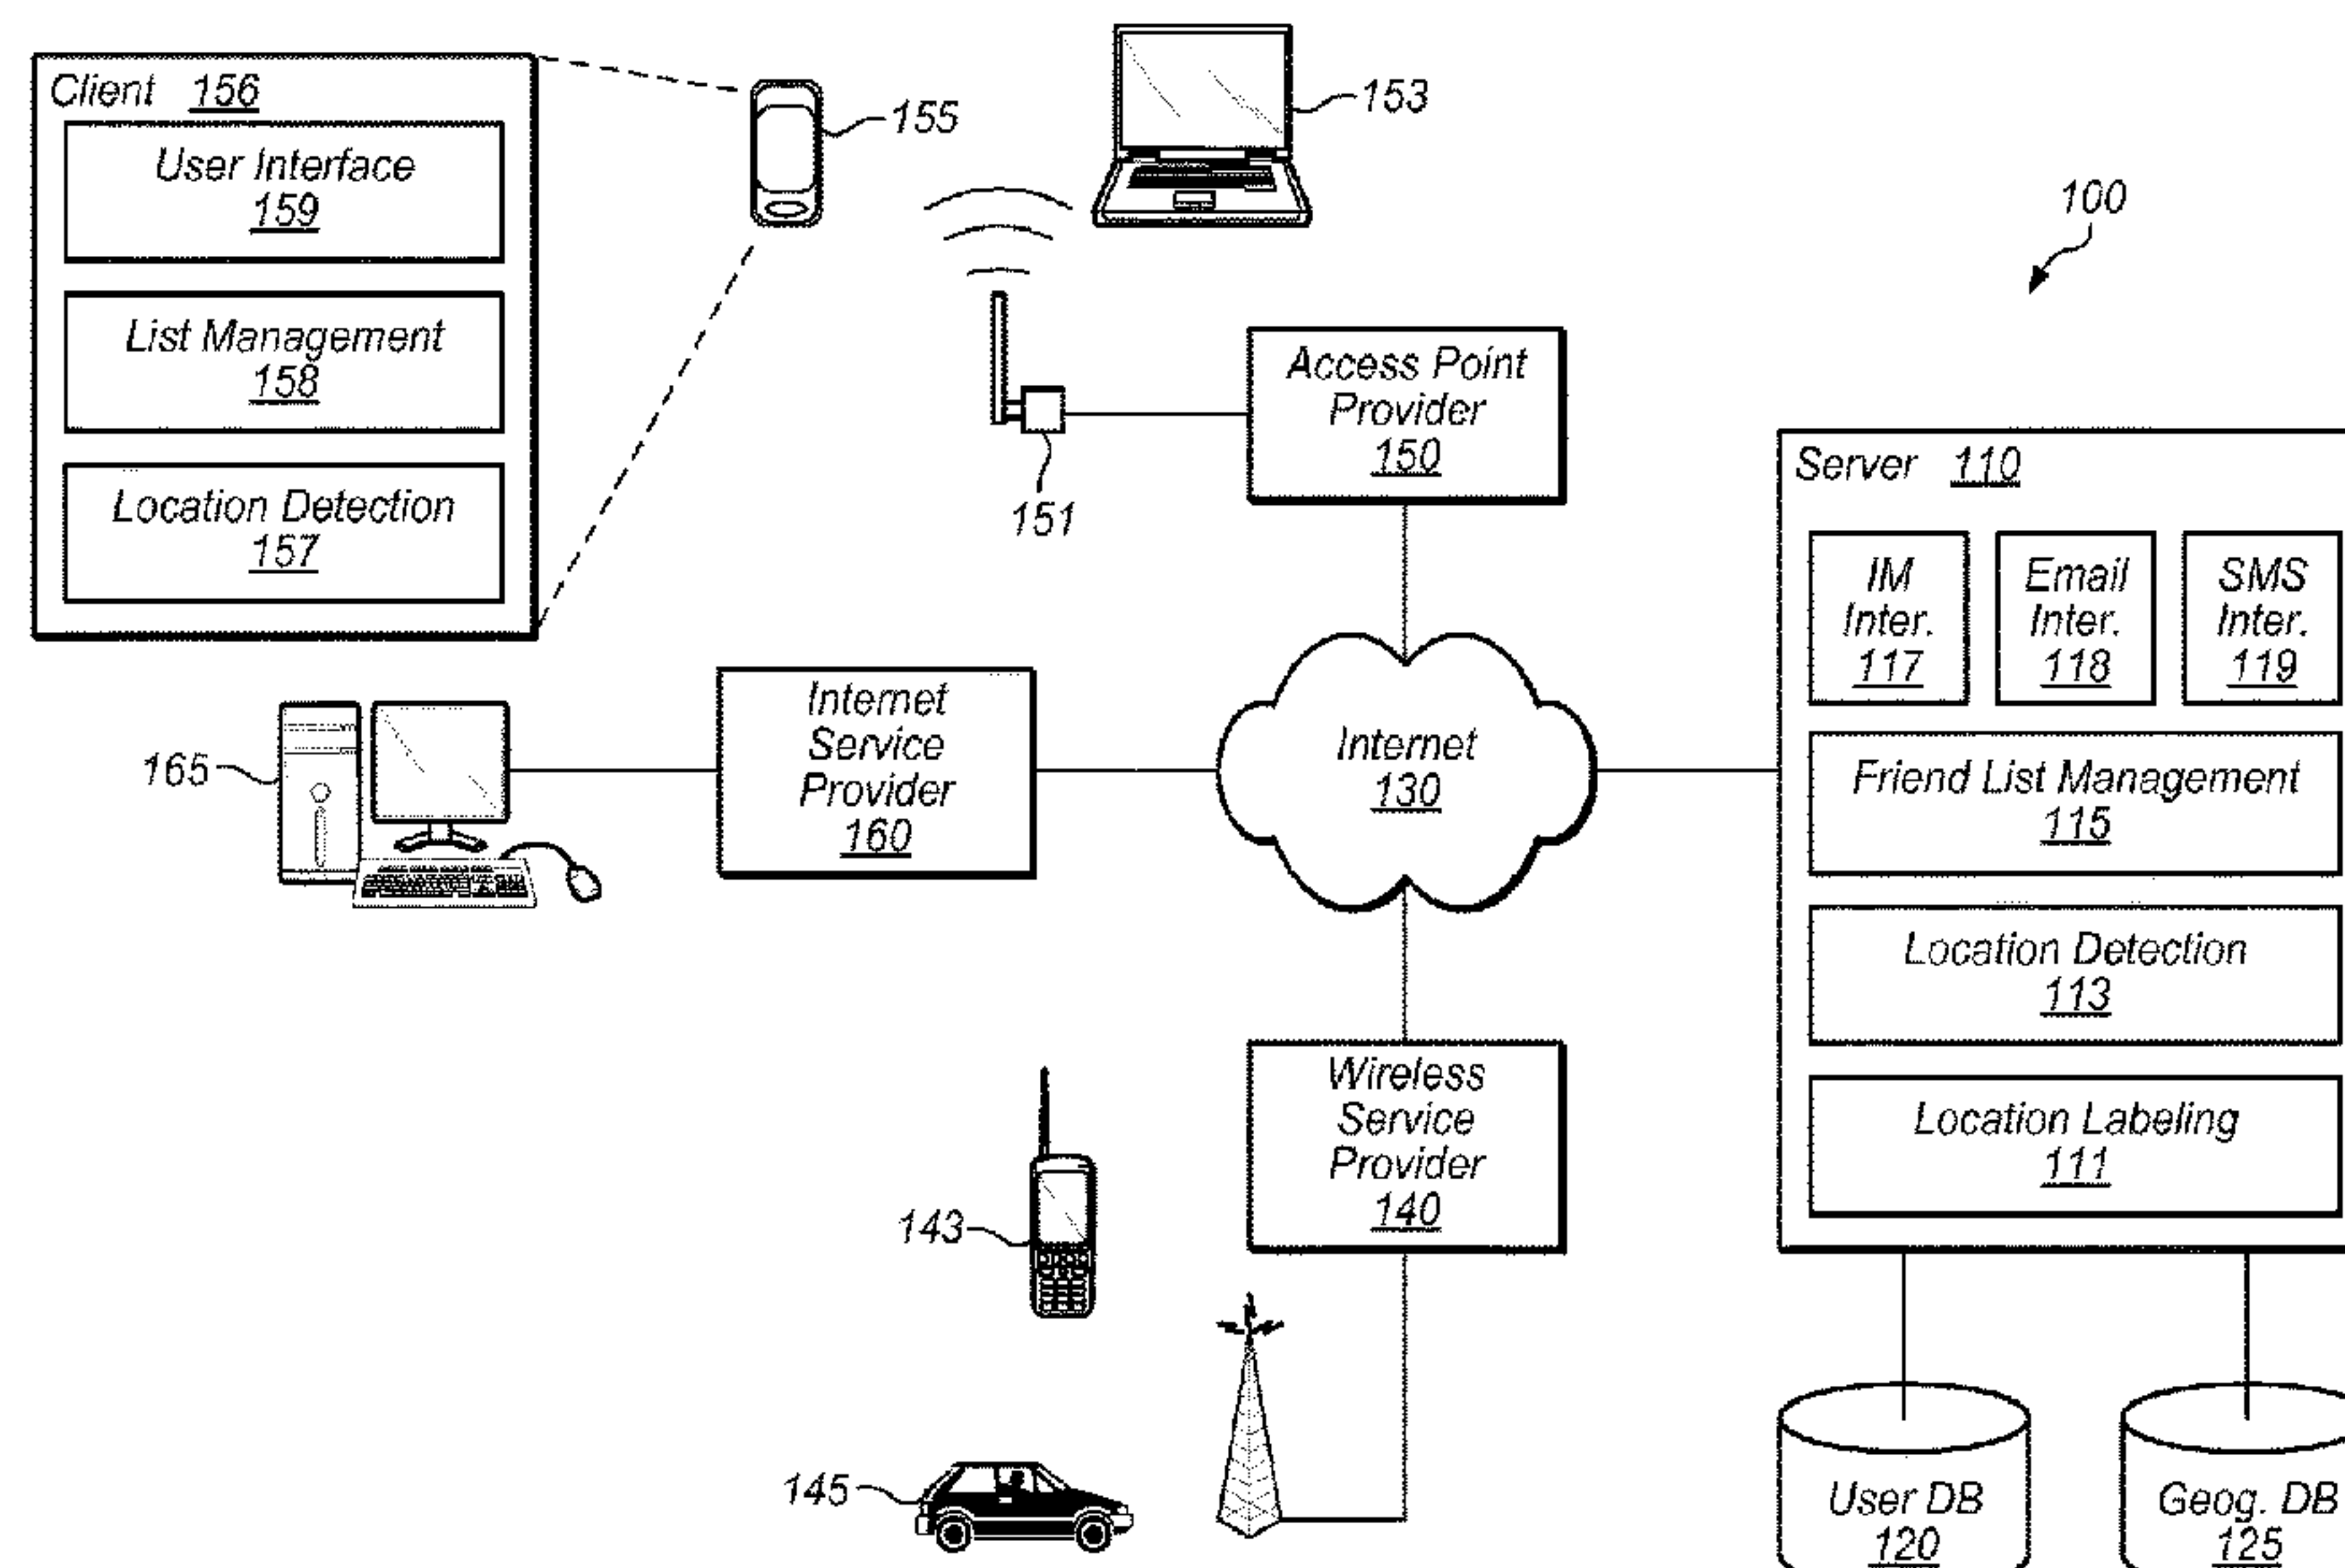 Client 156
User Interface
159
List Management
158
Location Detection
157
155
153
100
Access Point
Provider
150
151
Server 110
IM
Inter.
117
Email
Inter.
118
SMS
Inter.
119
Internet
Service
Provider
160
165
Internet
130
Friend List Management
115
Location Detection
113
Location Labeling
111
Wireless
Service
Provider
140
143
145
User DB
120
Geog. DB
125